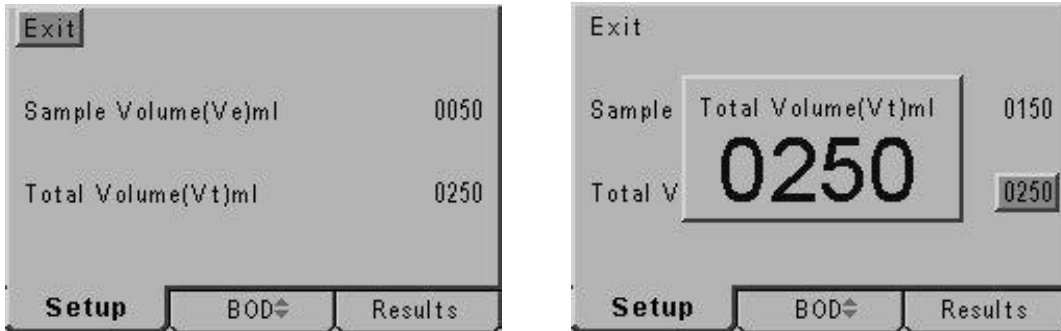 Exit
Sample Volume(Ve)ml 0050
Total Volume(Vt)ml 0250
Setup BOD Results
Exit
Sample 0150
Total Volume(Vt)ml
0250
Total V 0250
Setup BOD Results